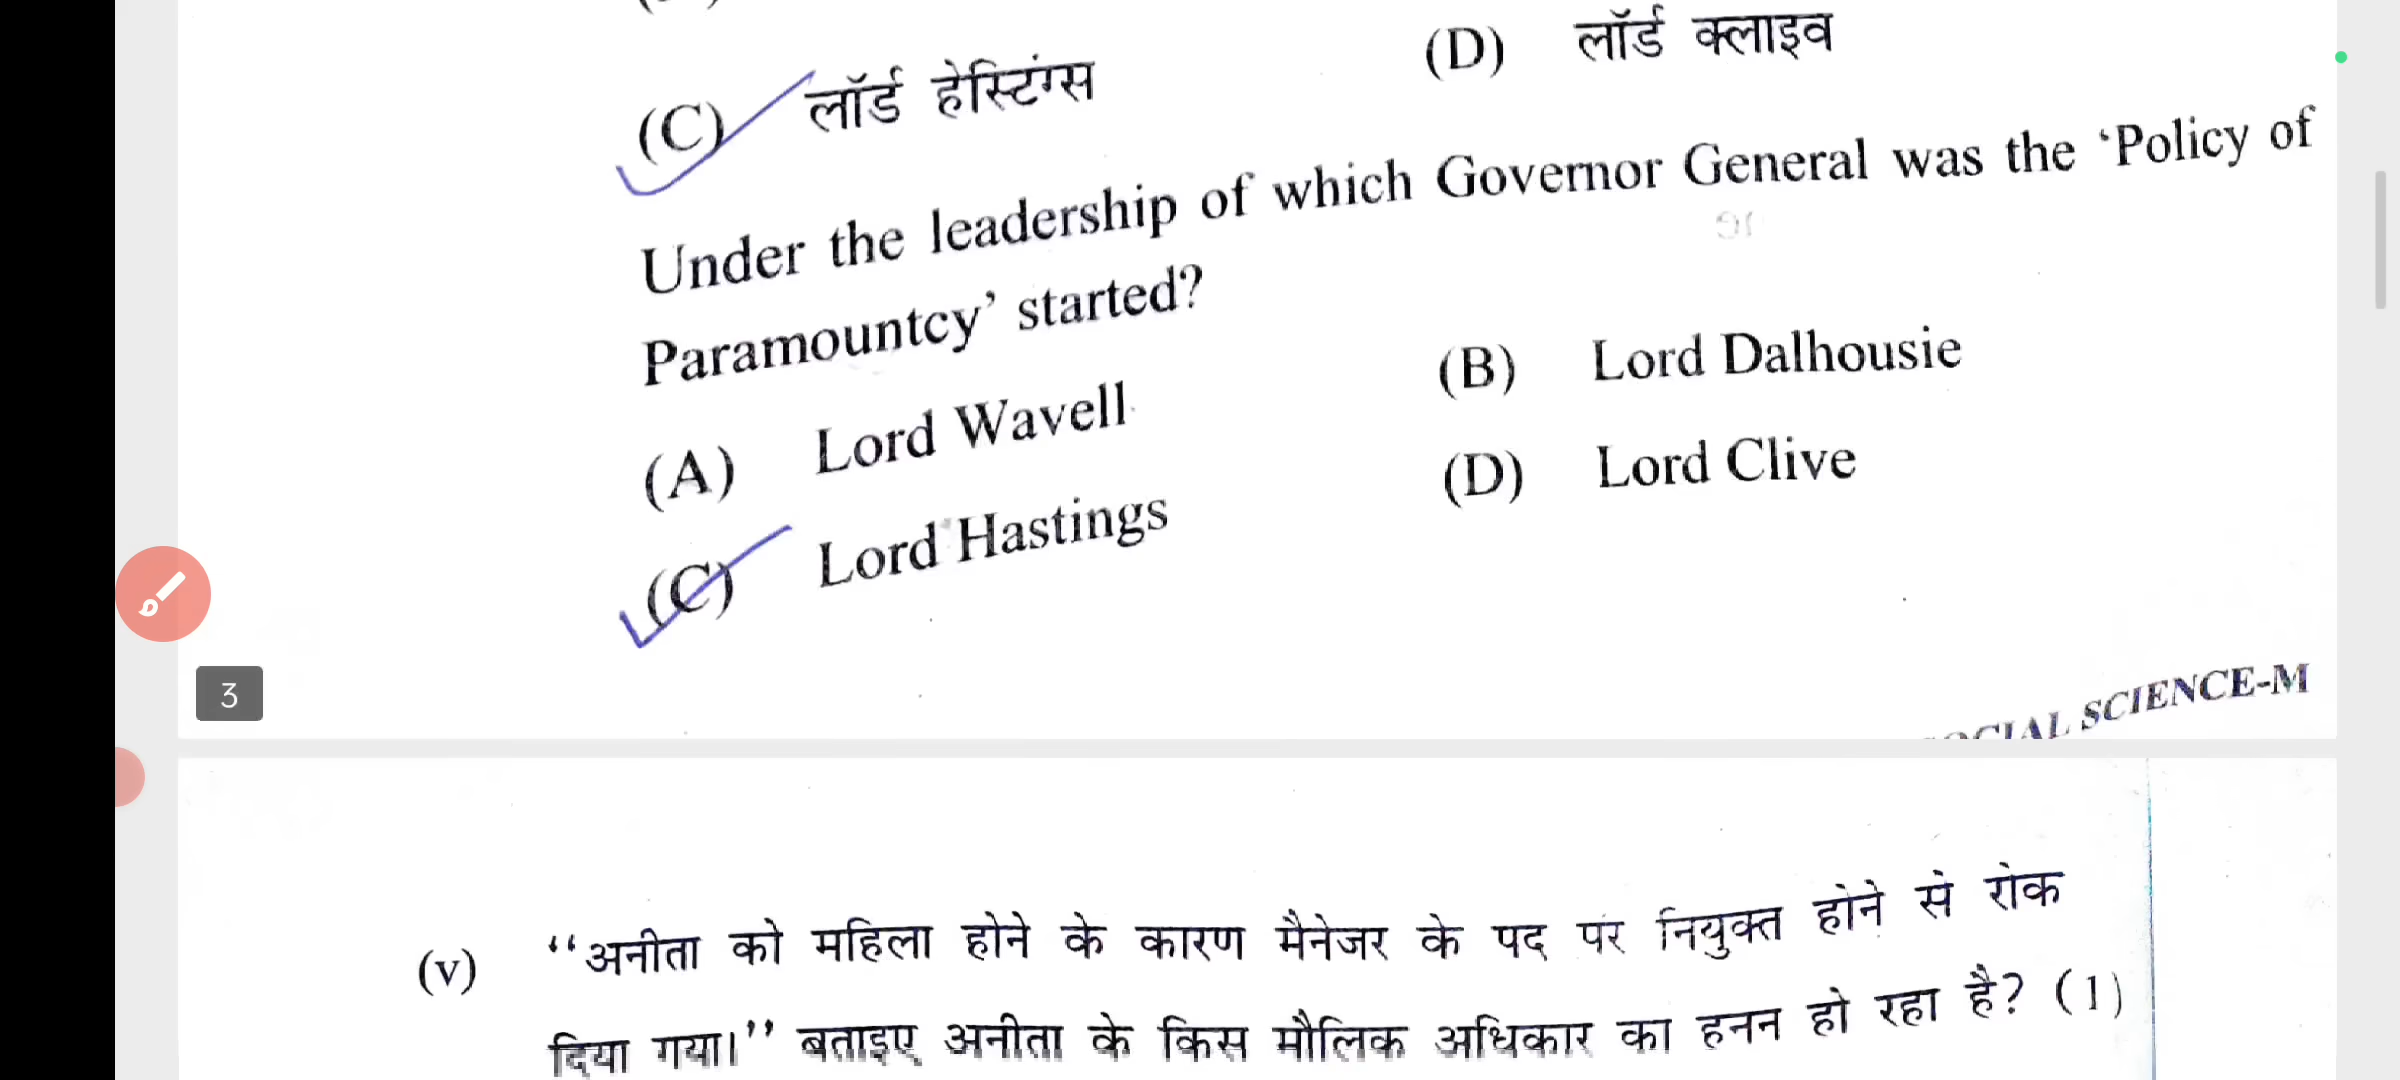 (C) लॉर्ड हेस्टिंग्स (D) लॉर्ड क्लाइव
Under the leadership of which Governor General was the 'Policy of
Paramountcy' started?
(A) Lord Wavell (B) Lord Dalhousie
(C) Lord Hastings (D) Lord Clive
3
SOCIAL SCIENCE-M
(v) “अनीता को महिला होने के कारण मैनेजर के पद पर नियुक्त होने से रोक
दिया गया।” बताइए अनीता के किस मौलिक अधिकार का हनन हो रहा है? (1)